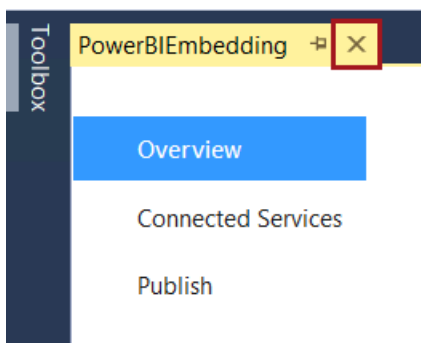 Toolbox
PowerBIEmbedding
Overview
Connected Services
Publish